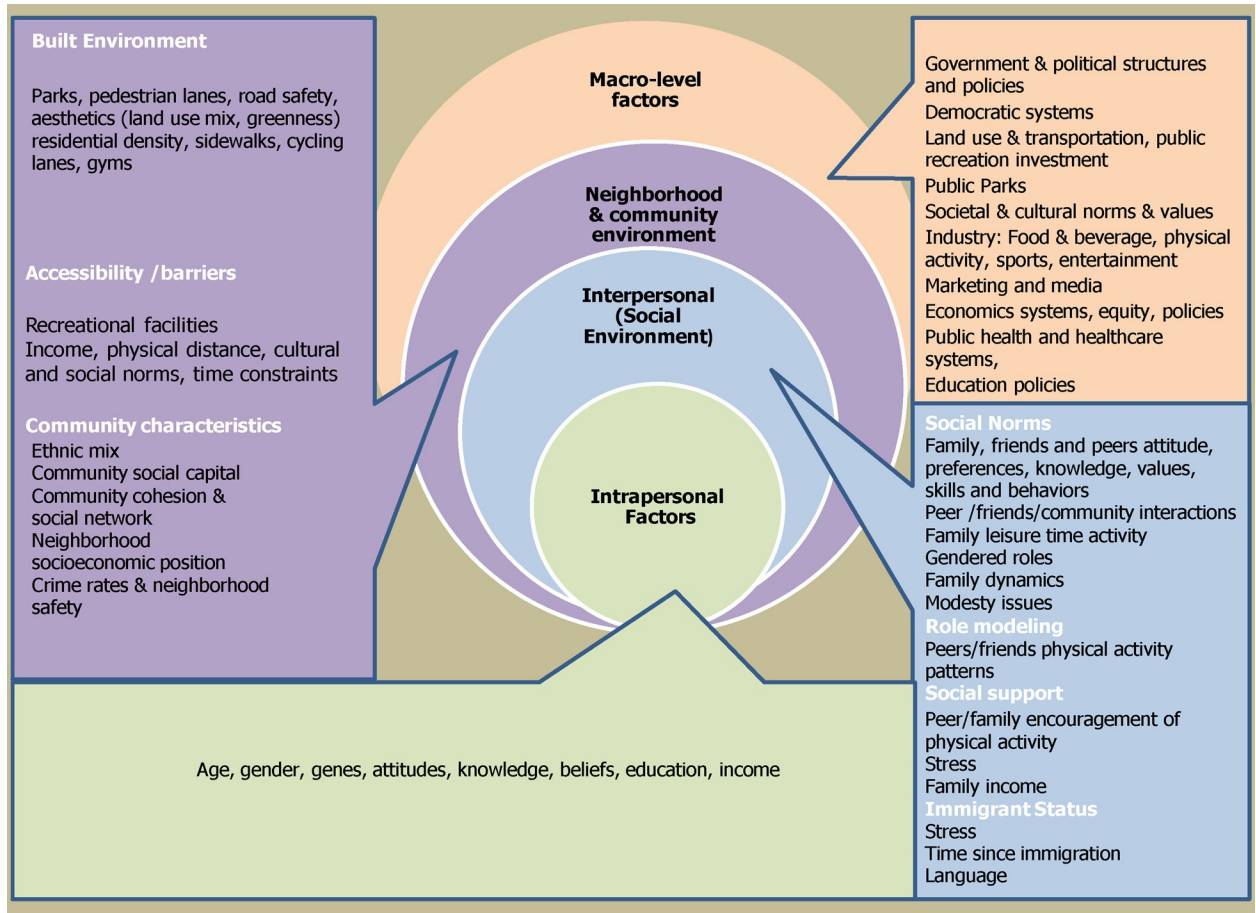 Built Environment
Parks, pedestrian lanes, road safety,
aesthetics (land use mix, greenness)
residential density, sidewalks, cycling
lanes, gyms
Accessibility /barriers
Recreational facilities
Income, physical distance, cultural
and social norms, time constraints
Community characteristics
Ethnic mix
Community social capital
Community cohesion &
social network
Neighborhood
socioeconomic position
Crime rates & neighborhood
safety
Macro-level
factors
Neighborhood
& community
environment
Interpersonal
(Social
Environment)
Intrapersonal
Factors
Government & political structures
and policies
Democratic systems
Land use & transportation, public
recreation investment
Public Parks
Societal & cultural norms & values
Industry: Food & beverage, physical
activity, sports, entertainment
Marketing and media
Economics systems, equity, policies
Public health and healthcare
systems,
Education policies
Social Norms
Family, friends and peers attitude,
preferences, knowledge, values,
skills and behaviors
Peer /friends/community interactions
Family leisure time activity
Gendered roles
Family dynamics
Modesty issues
Role modeling
Peers/friends physical activity
patterns
Social support
Peer/family encouragement of
physical activity
Stress
Family income
Immigrant Status
Stress
Time since immigration
Language
Age, gender, genes, attitudes, knowledge, beliefs, education, income